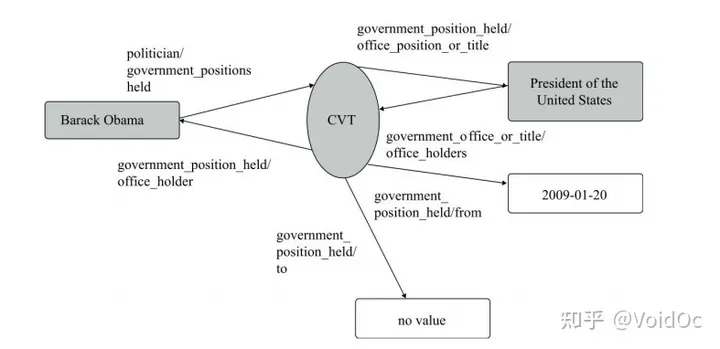 government_position_held/
office_position_or_title
politician/
government_positions
held
President of the
United States
Barack Obama
CVT
government_office_or_title/
office_holders
government_position_held/
office_holder
2009-01-20
government_
position_held/from
government_
position_held/
to
no value
知乎 @VoidOc